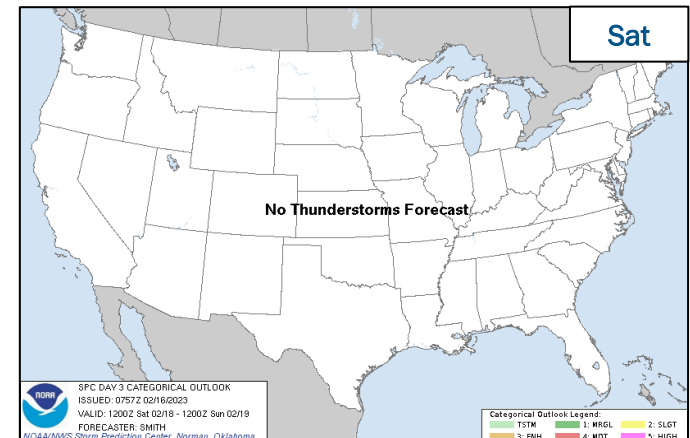 Sat
No Thunderstorms Forecast
NOAA
SPC DAY 3 CATEGORICAL OUTLOOK
ISSUED: 0757Z 02/16/2023
VALID: 1200Z Sat 02/18 - 1200Z Sun 02/19
FORECASTER: SMITH
NOAA/NWS Storm Prediction Center, Norman, Oklahoma
Categorical Outlook Legend:
TSTM 1: MRGL 2: SLGT
3: ENH 4: MDT 5: HIGH